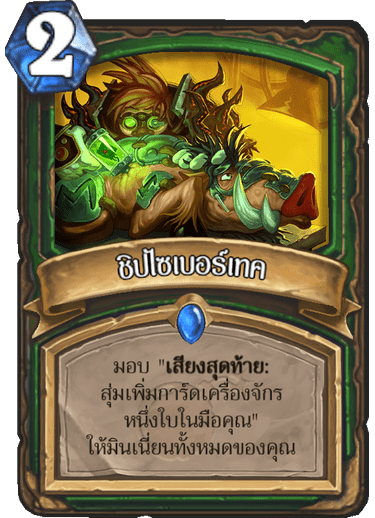 2
ชิปไซเบอร์เทค
มอบ "เสียงสุดท้าย:
สุ่มเพิ่มการ์ดเครื่องจักร
หนึ่งใบในมือคุณ"
ให้มินเนี่ยนทั้งหมดของคุณ